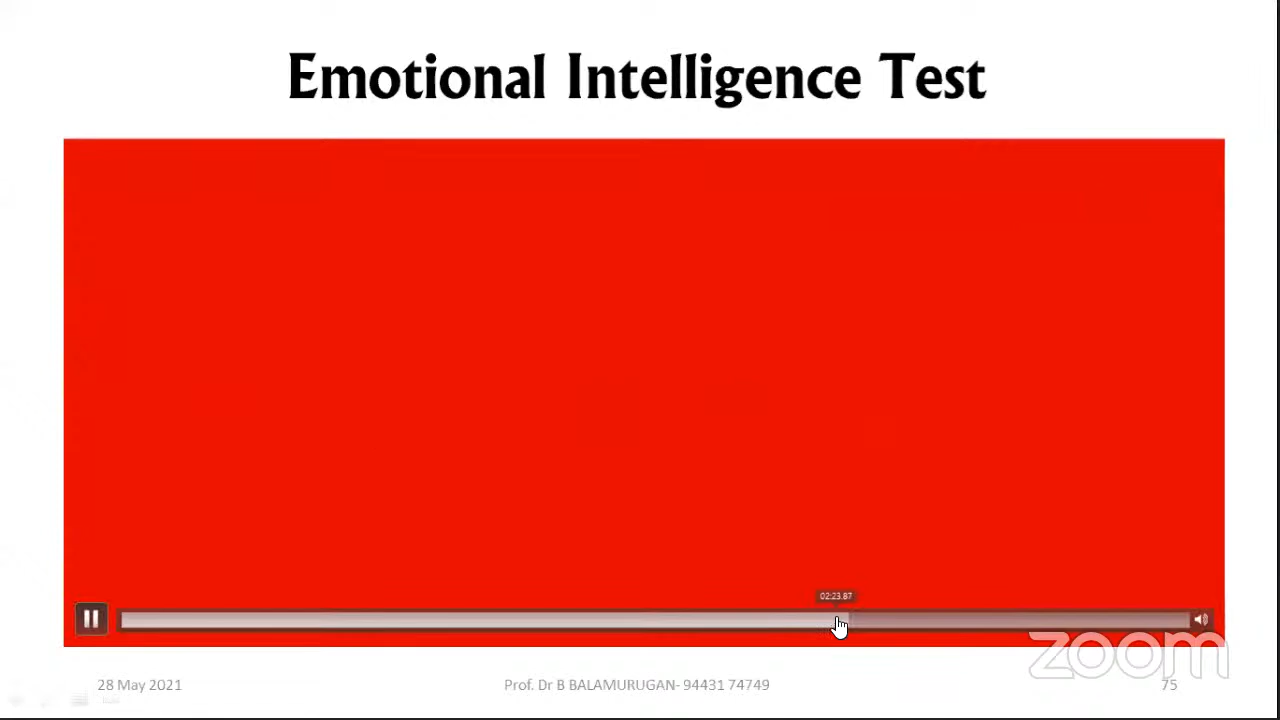 Emotional Intelligence Test
02:23.87
zoom
28 May 2021
Prof. Dr B BALAMURUGAN- 94431 74749
75